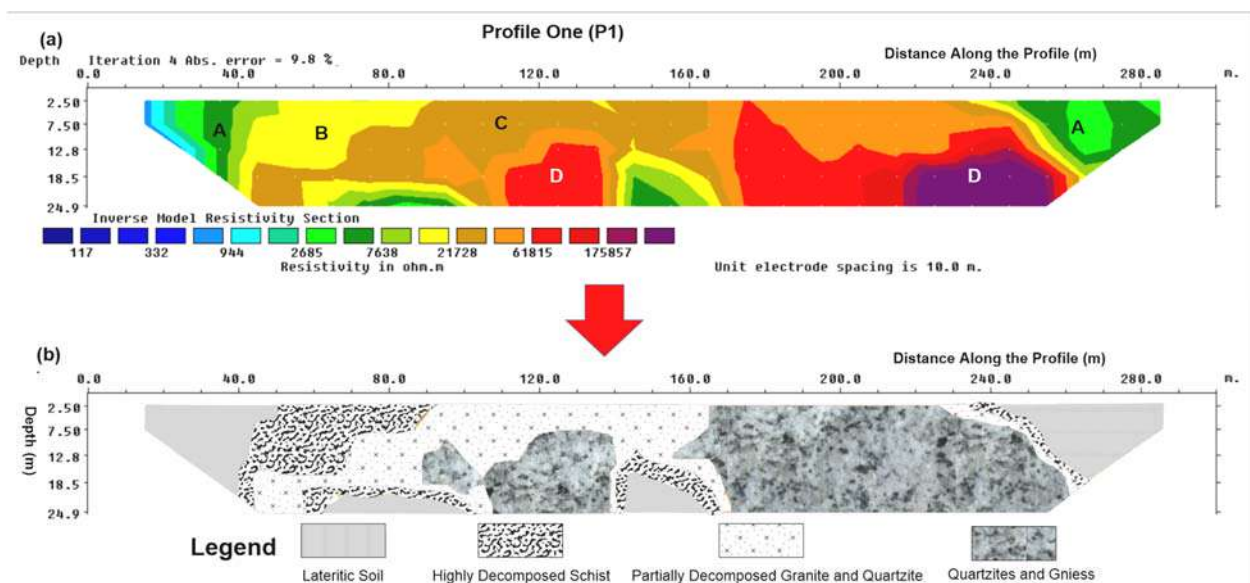 (a)
Profile One (P1)
Depth Iteration 4 Abs. error = 9.8 %
Distance Along the Profile (m)
0.0 40.0 80.0 120.0 160.0 200.0 240.0 280.0 m.
2.50
7.50
12.8
18.5
24.9
A B C D D A
Inverse Model Resistivity Section
117 332 944 2685 7638 21728 61815 175857
Resistivity in ohm.m
Unit electrode spacing is 10.0 m.
(b)
Distance Along the Profile (m)
0.0 40.0 80.0 120.0 160.0 200.0 240.0 280.0 m.
Depth (m)
2.50
7.50
12.8
18.5
24.9
Legend
Lateritic Soil
Highly Decomposed Schist
Partially Decomposed Granite and Quartzite
Quartzites and Gniess